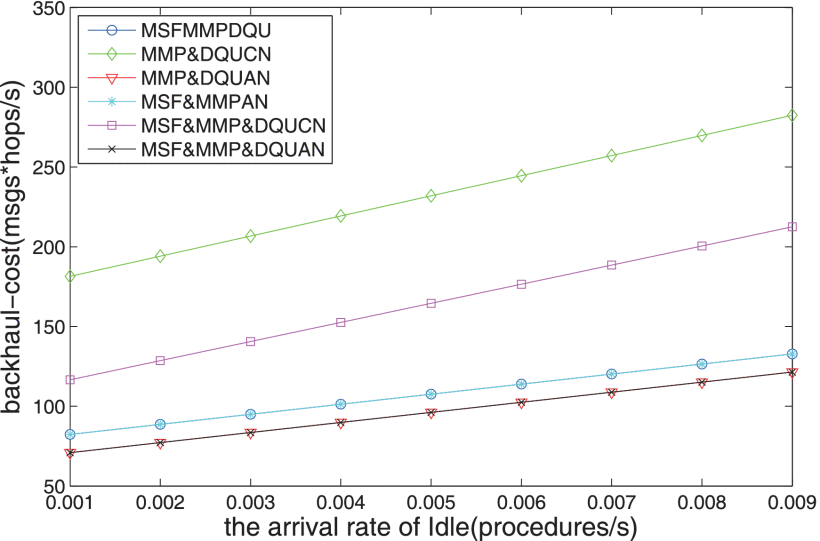 350
300
250
200
150
100
50
backhaul-cost(msgs*hops/s)
MSFMMPDQU
MMP&DQUCN
MMP&DQUAN
MSF&MMPAN
MSF&MMP&DQUCN
MSF&MMP&DQUAN
0.001 0.002 0.003 0.004 0.005 0.006 0.007 0.008 0.009
the arrival rate of Idle(procedures/s)